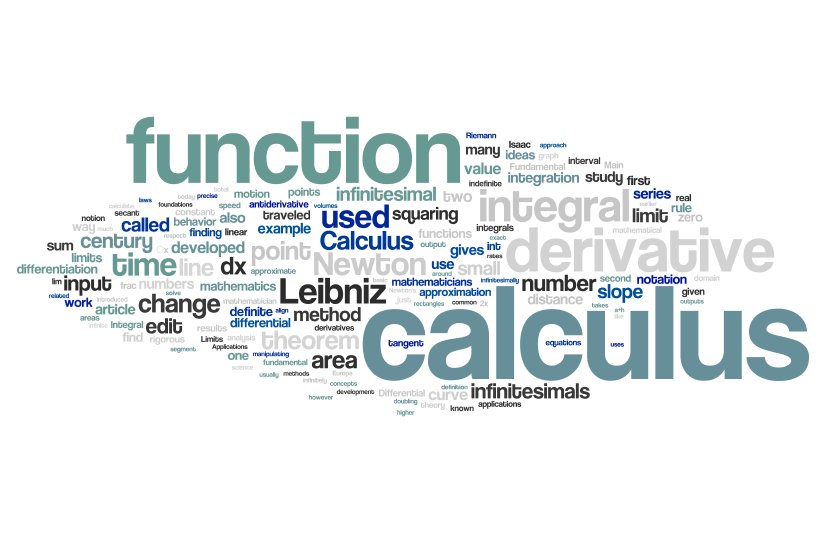 function
Riemann
many Isaac approach
ideas graph
value Fundamental interval Main
indefinite integration study first
laws today precise motion points infinitesimal two series real
calculate foundations speed antiderivative volumes integral earlier rule
notion secant constant also traveled used squaring limit zero
way much called behavior example functions integrals mathematical
respect finding linear Calculus output exact
sum century developed point gives int derivative
limits Newton use rates
differentiation time line dx approximate around small
lim input frac numbers mathematics Leibniz basic mathematicians infinitesimally number second notation domain
related introduced solve mathematician just approximation distance slope given
work article change definite align method rectangles common 2x takes outputs
areas Newtons calculus a+h
infinite Integral edit results differential derivatives like
find rigorous Limits analysis theorem tangent equations uses
segment Applications one manipulating area
science fundamental
usually methods Europe
infinitely concepts development Differential definition infinitesimals
however doubling curve
theory known applications
higher